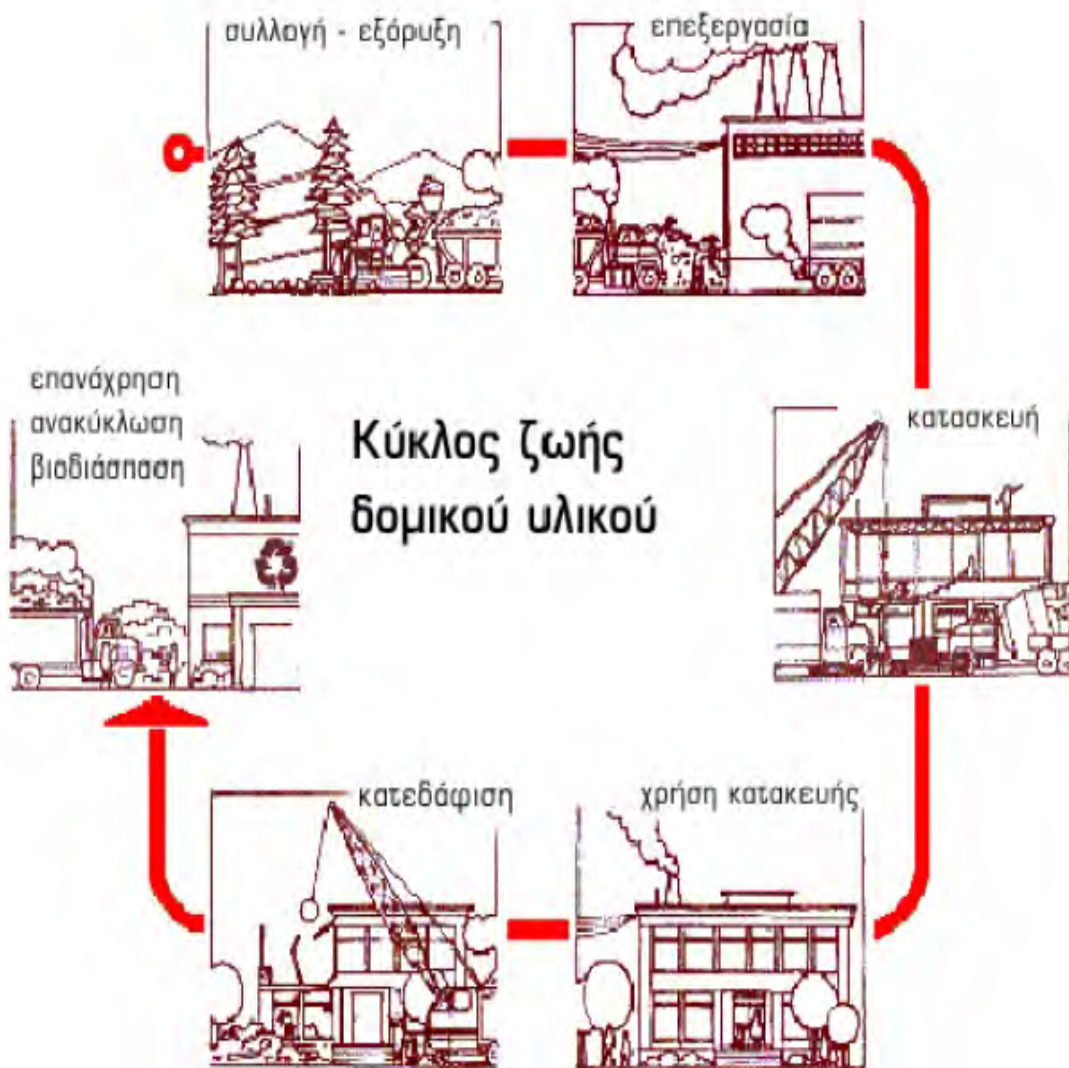 συλλογή - εξόρυξη
επεξεργασία
επανάχρηση
ανακύκλωση
βιοδιάσπαση
Κύκλος ζωής
δομικού υλικού
κατασκευή
κατεδάφιση
χρήση κατακευής